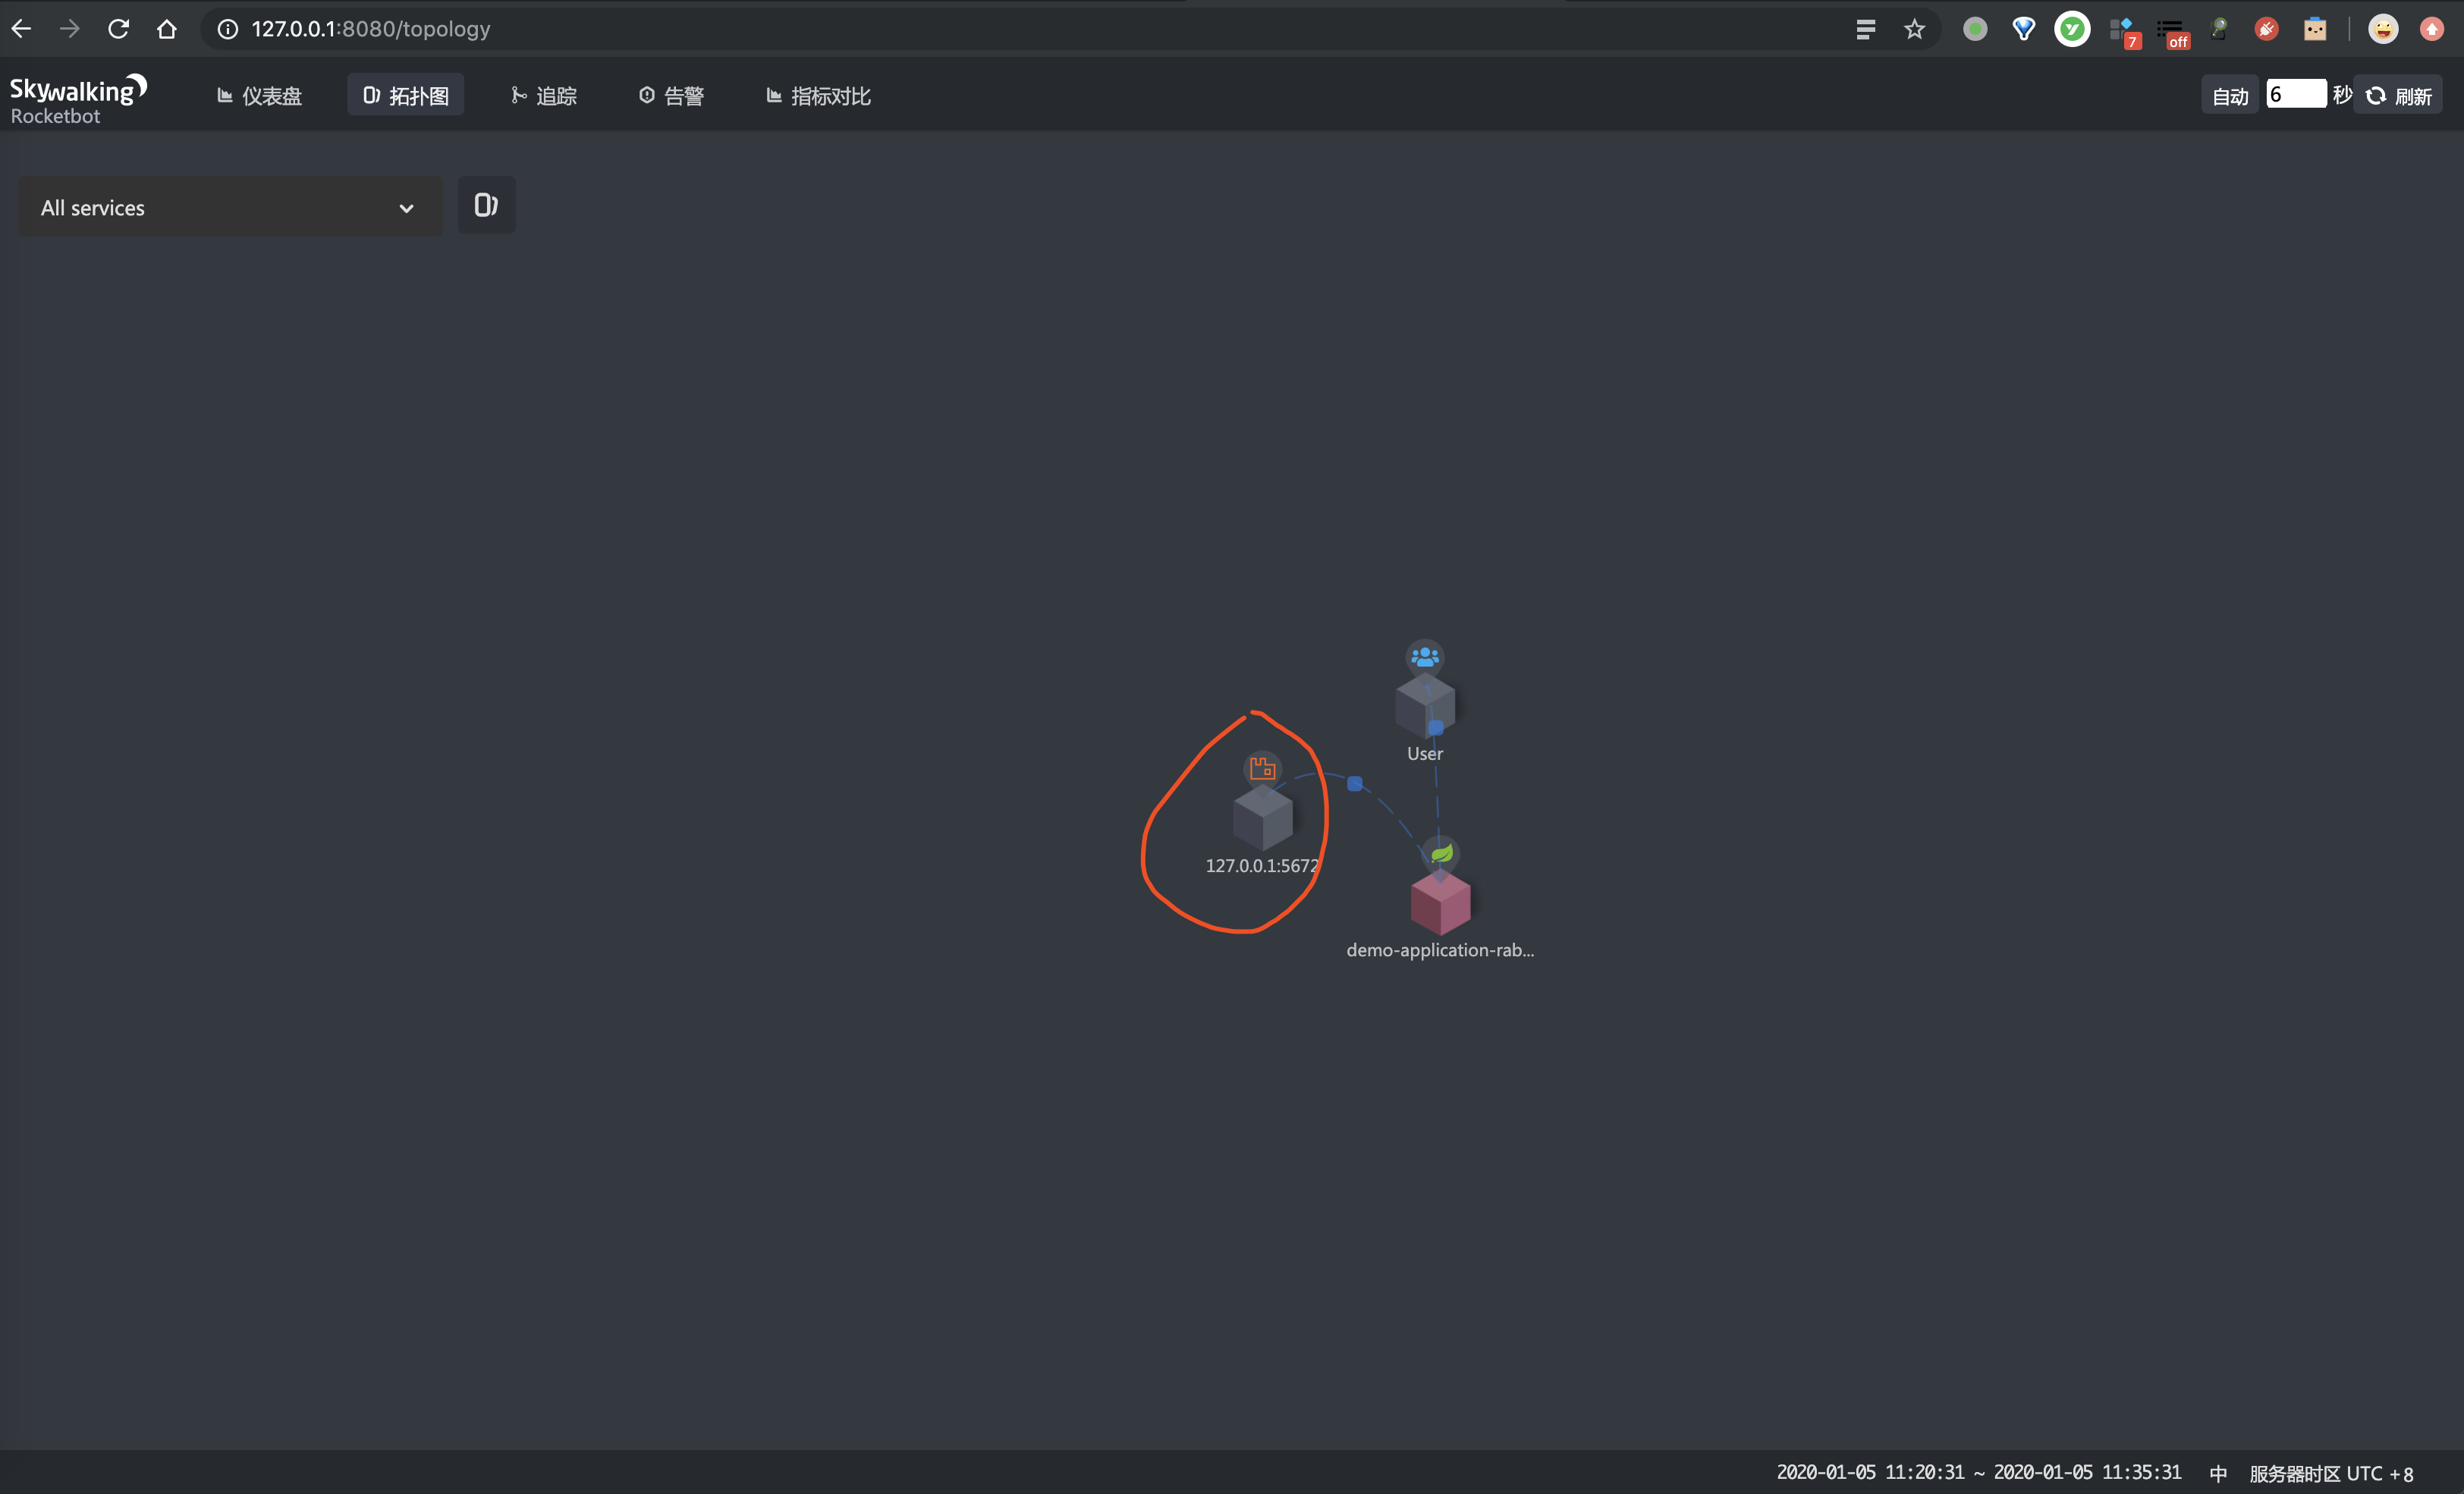 127.0.0.1:8080/topology
7
off
Skywalking
Rocketbot
仪表盘
拓扑图
追踪
告警
指标对比
自动
6
秒
刷新
All services
User
127.0.0.1:5672
demo-application-rab...
2020-01-05 11:20:31 ~ 2020-01-05 11:35:31
中
服务器时区 UTC +8